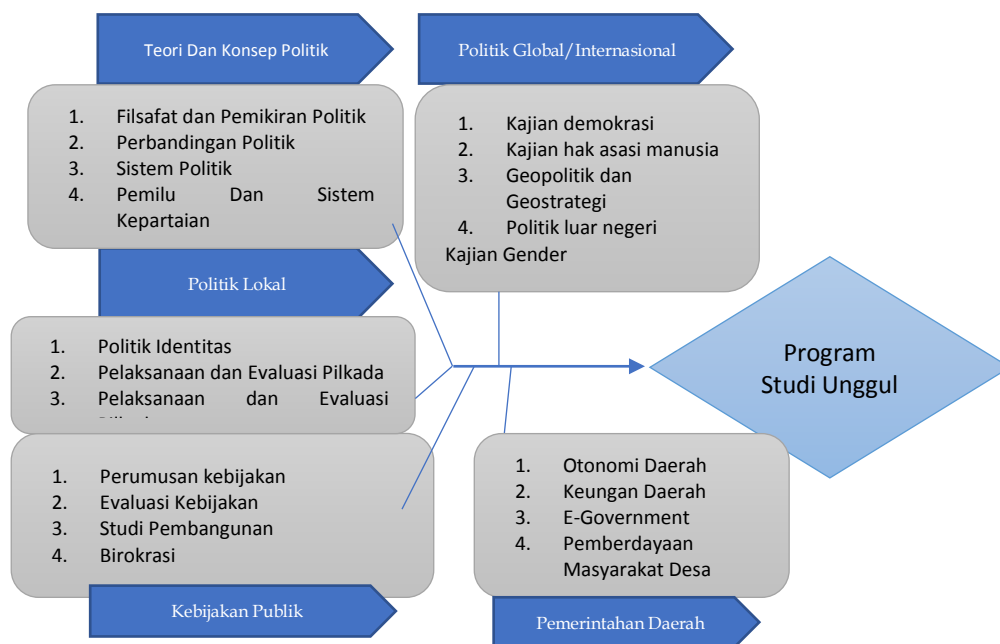 Teori Dan Konsep Politik
1. Filsafat dan Pemikiran Politik
2. Perbandingan Politik
3. Sistem Politik
4. Pemilu Dan Sistem
Kepartaian
Politik Global/Internasional
1. Kajian demokrasi
2. Kajian hak asasi manusia
3. Geopolitik dan
Geostrategi
4. Politik luar negeri
Kajian Gender
Politik Lokal
1. Politik Identitas
2. Pelaksanaan dan Evaluasi Pilkada
3. Pelaksanaan dan Evaluasi
Program
Studi Unggul
1. Perumusan kebijakan
2. Evaluasi Kebijakan
3. Studi Pembangunan
4. Birokrasi
Kebijakan Publik
1. Otonomi Daerah
2. Keungan Daerah
3. E-Government
4. Pemberdayaan
Masyarakat Desa
Pemerintahan Daerah